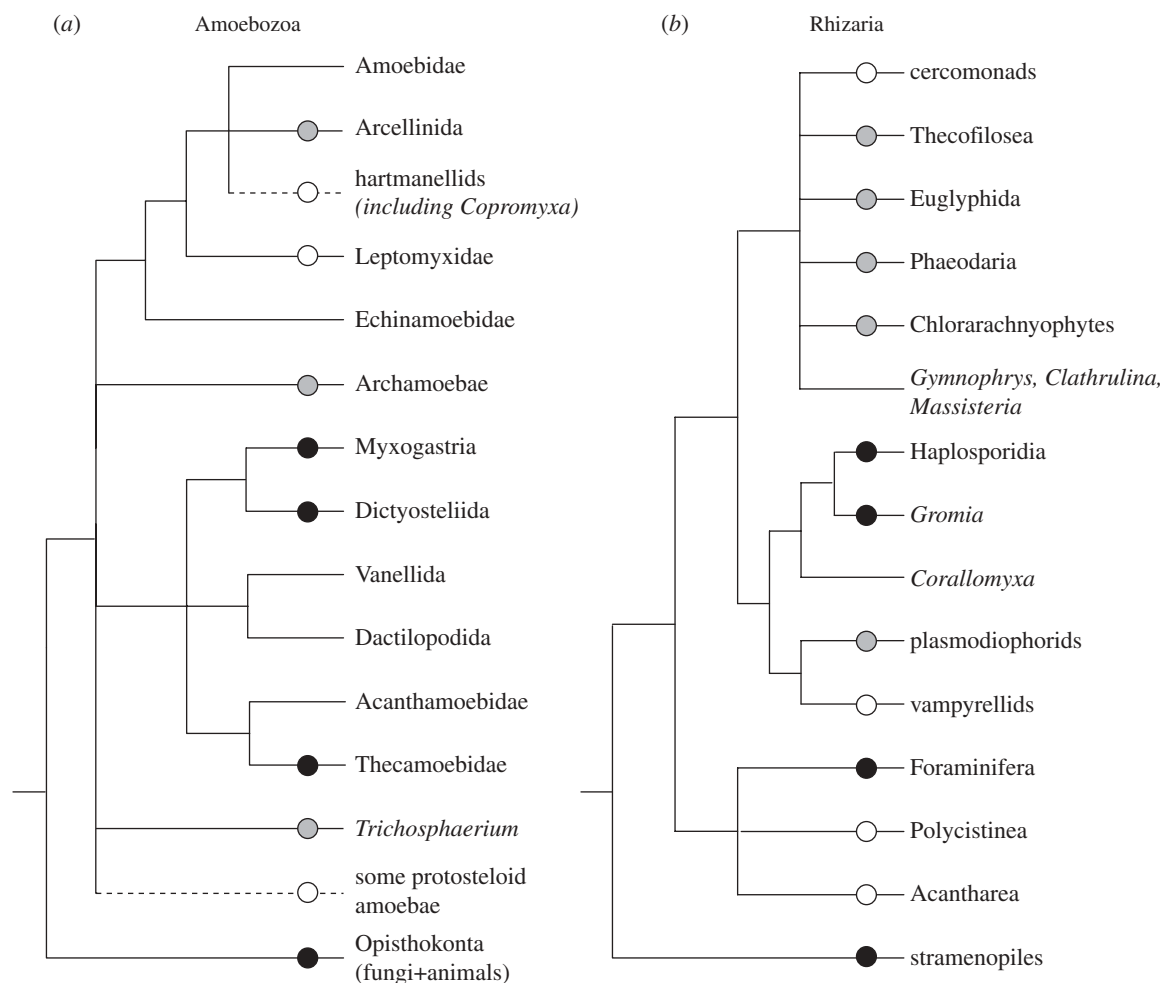 (a) Amoebozoa
Amoebidae
Arcellinida
hartmanellids
(including Copromyxa)
Leptomyxidae
Echinamoebidae
Archamoebae
Myxogastria
Dictyosteliida
Vanellida
Dactilopodida
Acanthamoebidae
Thecamoebidae
Trichosphaerium
some protosteloid
amoebae
Opisthokonta
(fungi+animals)
(b) Rhizaria
cercomonads
Thecofilosea
Euglyphida
Phaeodaria
Chlorarachnyophytes
Gymnophrys, Clathrulina,
Massisteria
Haplosporidia
Gromia
Corallomyxa
plasmodiophorids
vampyrellids
Foraminifera
Polycistinea
Acantharea
stramenopiles